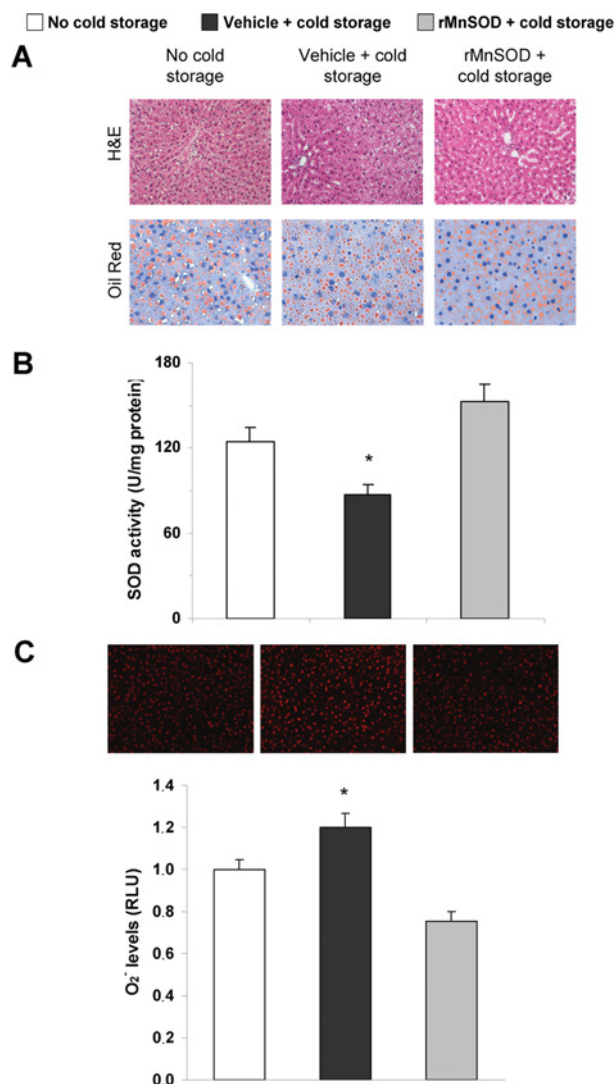 No cold storage Vehicle + cold storage rMnSOD + cold storage
A
No cold
storage
Vehicle + cold
storage
rMnSOD +
cold storage
H&E
Oil Red
B
SOD activity (U/mg protein)
180
120
60
0
*
C
O₂⁻ levels (RLU)
1.4
1.2
1.0
0.8
0.6
0.4
0.2
0.0
*